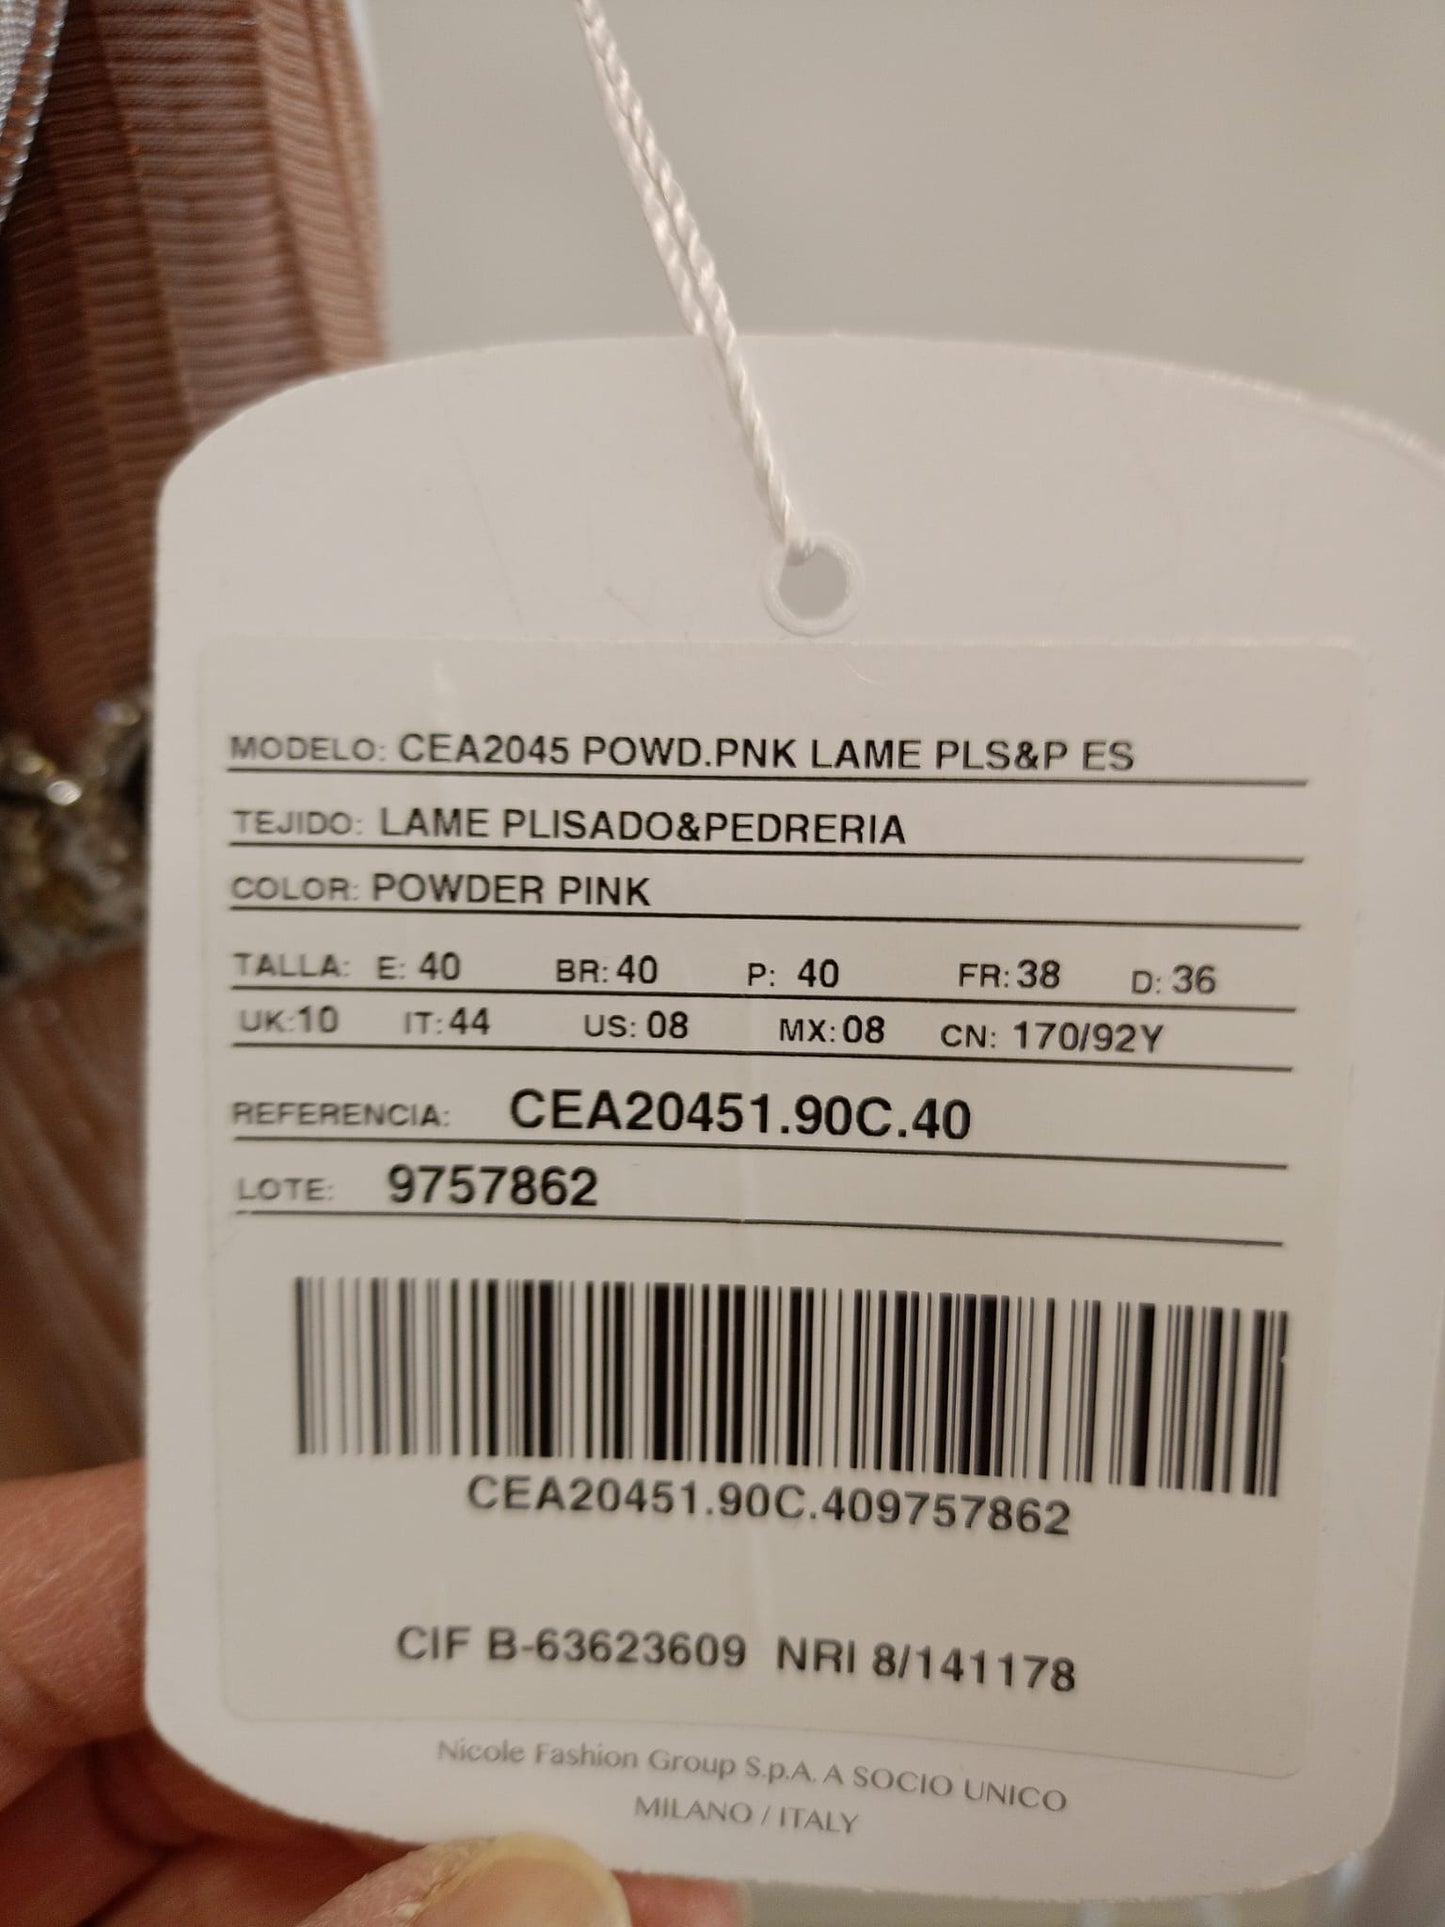 MODELO: CEA2045 POWD.PNK LAME PLS&P ES
TEJIDO: LAME PLISADO&PEDRERIA
COLOR: POWDER PINK
TALLA: E: 40 BR: 40 P: 40 FR: 38 D: 36
UK:10 IT: 44 US: 08 MX: 08 CN: 170/92Y
REFERENCIA: CEA20451.90C.40
LOTE: 9757862
CEA20451.90C.409757862
CIF B-63623609 NRI 8/141178
Nicole Fashion Group S.p.A. A SOCIO UNICO
MILANO / ITALY